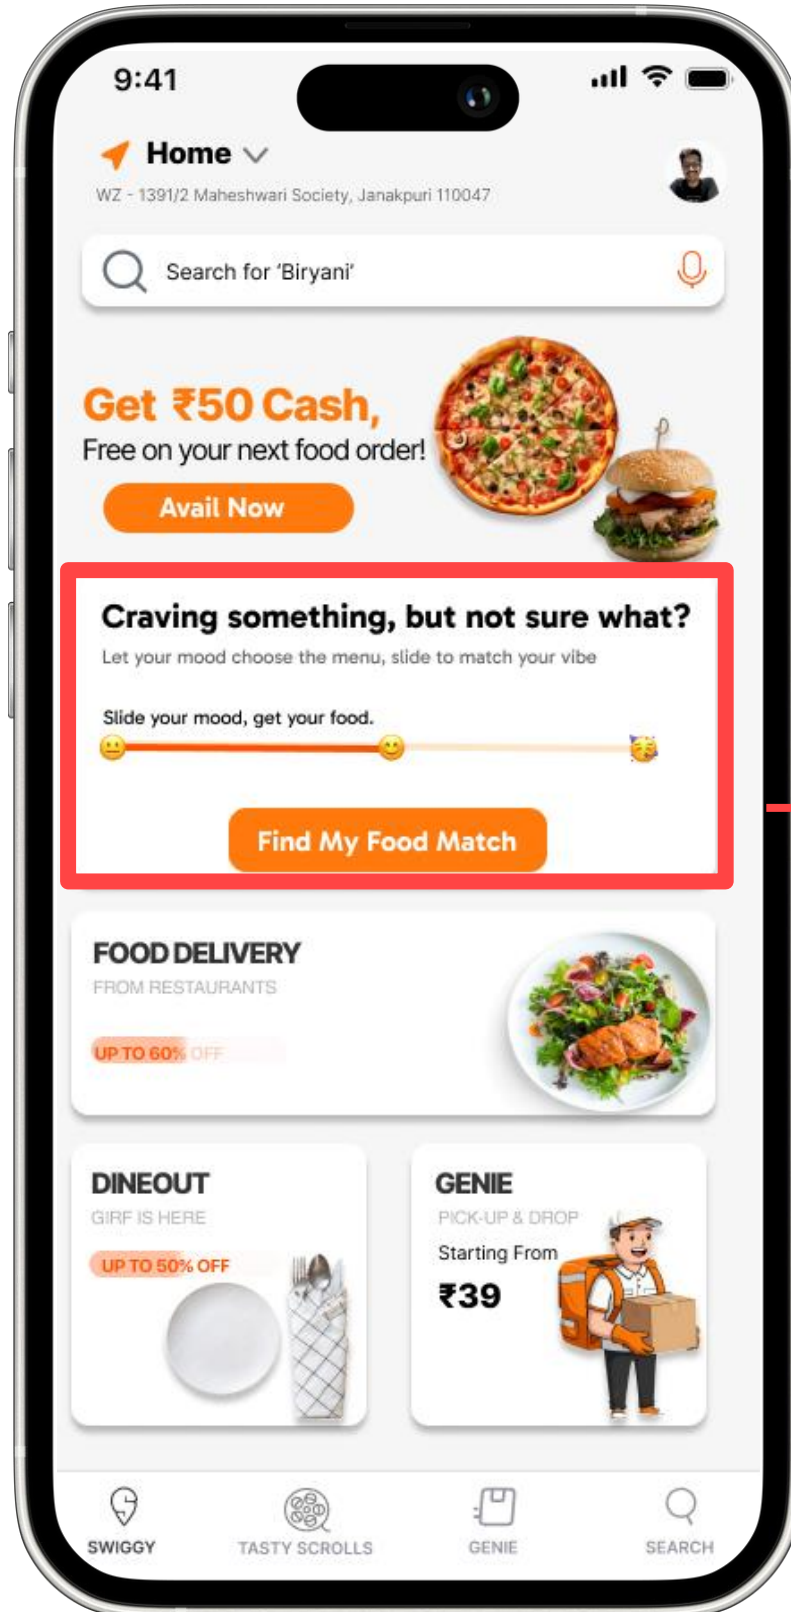 9:41
Home
WZ - 1391/2 Maheshwari Society, Janakpuri 110047
Search for ‘Biryani’
Get ₹50 Cash,
Free on your next food order!
Avail Now
Craving something, but not sure what?
Let your mood choose the menu, slide to match your vibe
Slide your mood, get your food.
Find My Food Match
FOOD DELIVERY
FROM RESTAURANTS
UP TO 60% OFF
DINEOUT
GIRF IS HERE
UP TO 50% OFF
GENIE
PICK-UP & DROP
Starting From
₹39
SWIGGY
TASTY SCROLLS
GENIE
SEARCH